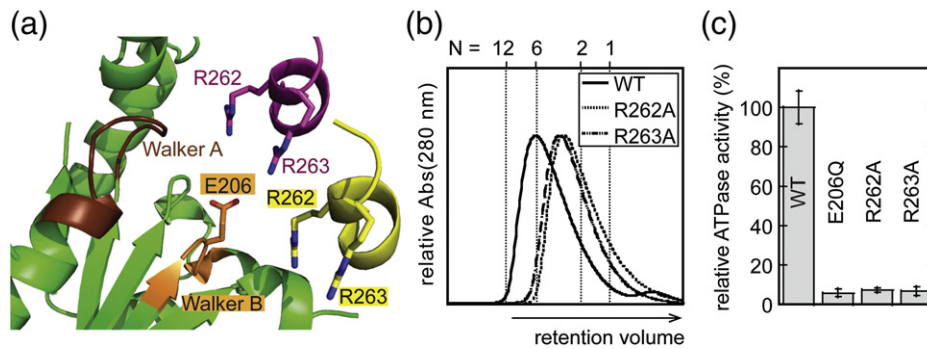 (a)
R262
Walker A
R263
E206
R262
Walker B
R263
(b)
N = 12 6 2 1
WT
R262A
R263A
relative Abs(280 nm)
retention volume
(c)
relative ATPase activity (%)
100
80
60
40
20
0
WT
E206Q
R262A
R263A